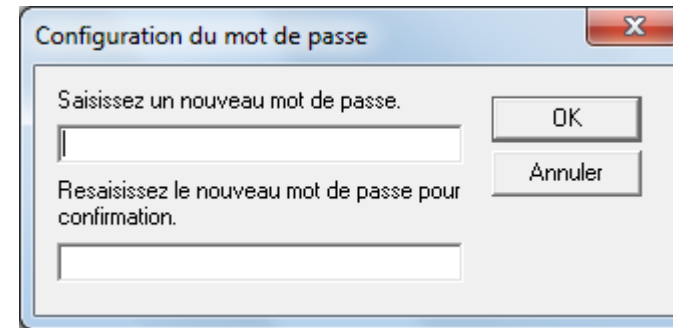 Configuration du mot de passe
Saisissez un nouveau mot de passe.
OK
Annuler
Resaisissez le nouveau mot de passe pour
confirmation.